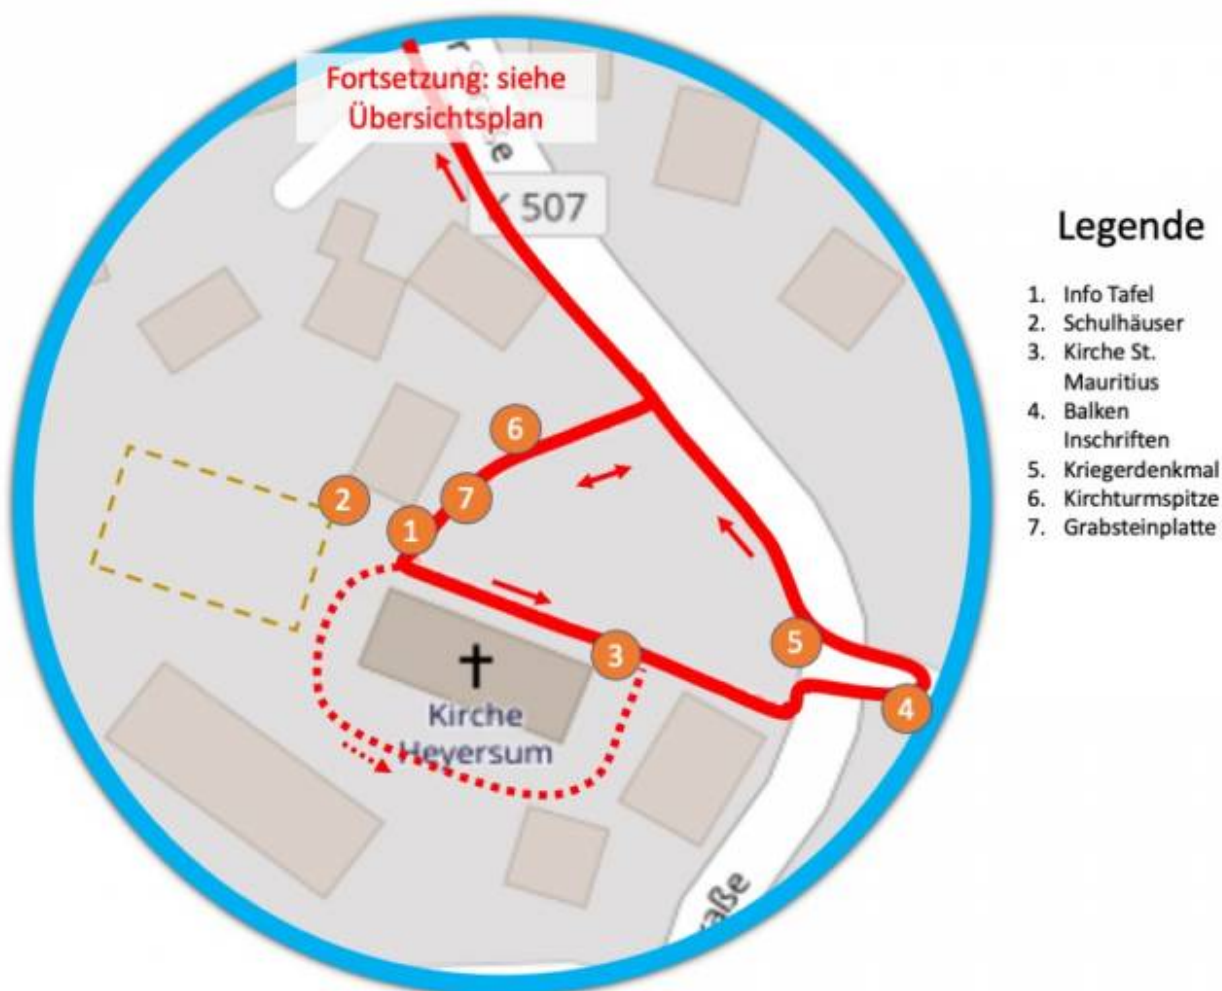 Fortsetzung: siehe
Übersichtsplan
507
Legende
1. Info Tafel
2. Schulhäuser
3. Kirche St.
Mauritius
4. Balken
Inschriften
5. Kriegerdenkmal
6. Kirchturmspitze
7. Grabsteinplatte
6
2
7
1
5
3
4
Kirche
Heyersum
raße